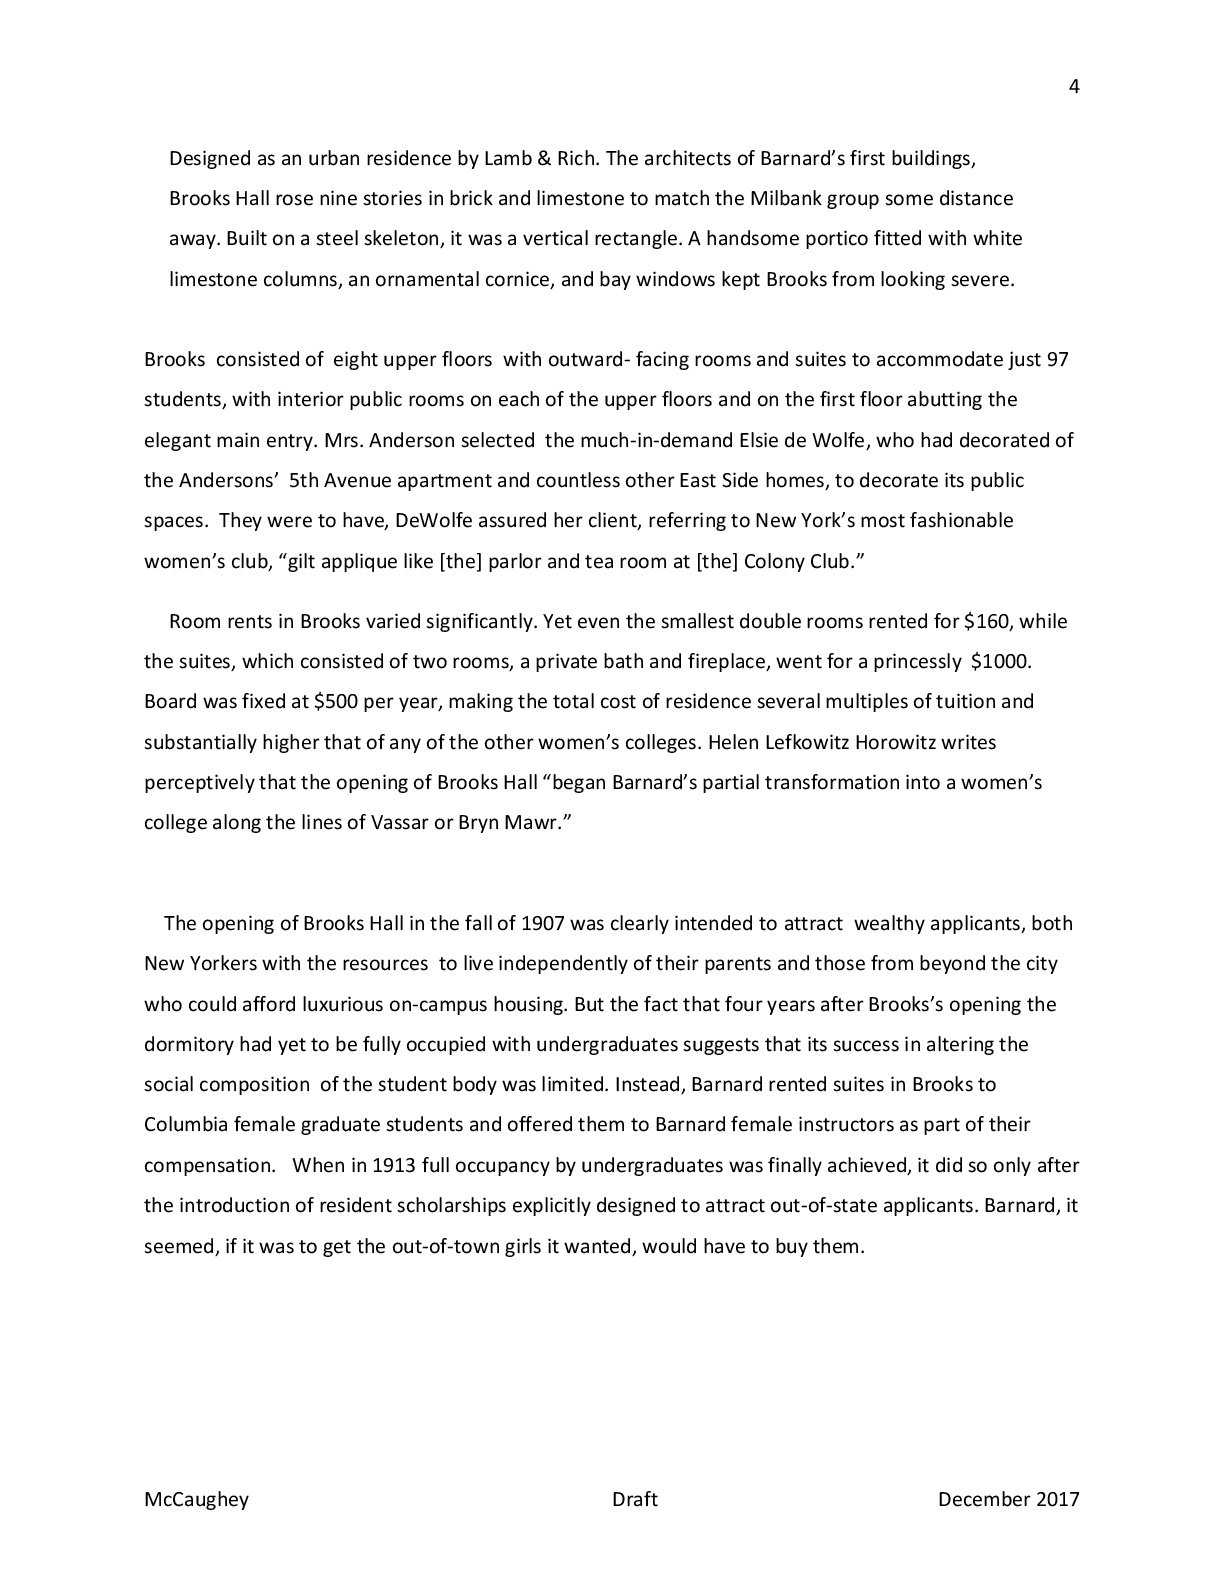 4
Designed as an urban residence by Lamb & Rich. The architects of Barnard’s first buildings,
Brooks Hall rose nine stories in brick and limestone to match the Milbank group some distance
away. Built on a steel skeleton, it was a vertical rectangle. A handsome portico fitted with white
limestone columns, an ornamental cornice, and bay windows kept Brooks from looking severe.
Brooks  consisted of  eight upper floors  with outward- facing rooms and suites to accommodate just 97
students, with interior public rooms on each of the upper floors and on the first floor abutting the
elegant main entry. Mrs. Anderson selected  the much-in-demand Elsie de Wolfe, who had decorated of
the Andersons’  5th Avenue apartment and countless other East Side homes, to decorate its public
spaces.  They were to have, DeWolfe assured her client, referring to New York’s most fashionable
women’s club, “gilt applique like [the] parlor and tea room at [the] Colony Club.”
Room rents in Brooks varied significantly. Yet even the smallest double rooms rented for $160, while
the suites, which consisted of two rooms, a private bath and fireplace, went for a princessly  $1000.
Board was fixed at $500 per year, making the total cost of residence several multiples of tuition and
substantially higher that of any of the other women’s colleges. Helen Lefkowitz Horowitz writes
perceptively that the opening of Brooks Hall “began Barnard’s partial transformation into a women’s
college along the lines of Vassar or Bryn Mawr.”
The opening of Brooks Hall in the fall of 1907 was clearly intended to attract  wealthy applicants, both
New Yorkers with the resources  to live independently of their parents and those from beyond the city
who could afford luxurious on-campus housing. But the fact that four years after Brooks’s opening the
dormitory had yet to be fully occupied with undergraduates suggests that its success in altering the
social composition  of the student body was limited. Instead, Barnard rented suites in Brooks to
Columbia female graduate students and offered them to Barnard female instructors as part of their
compensation.   When in 1913 full occupancy by undergraduates was finally achieved, it did so only after
the introduction of resident scholarships explicitly designed to attract out-of-state applicants. Barnard, it
seemed, if it was to get the out-of-town girls it wanted, would have to buy them.
McCaughey Draft December 2017